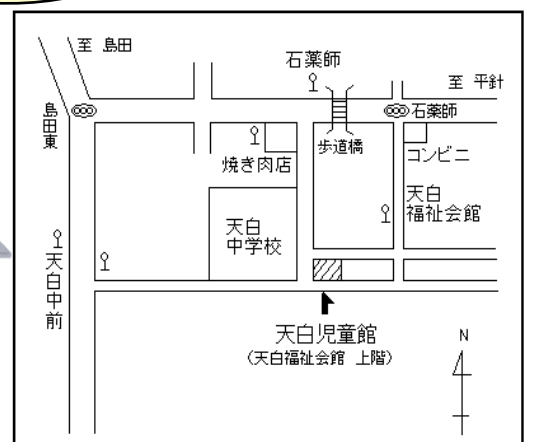 至 島田
石薬師
至 平針
島田東
石薬師
歩道橋
コンビニ
焼き肉店
天白
福祉会館
天白
中学校
天白中前
天白児童館
(天白福祉会館 上階)
N